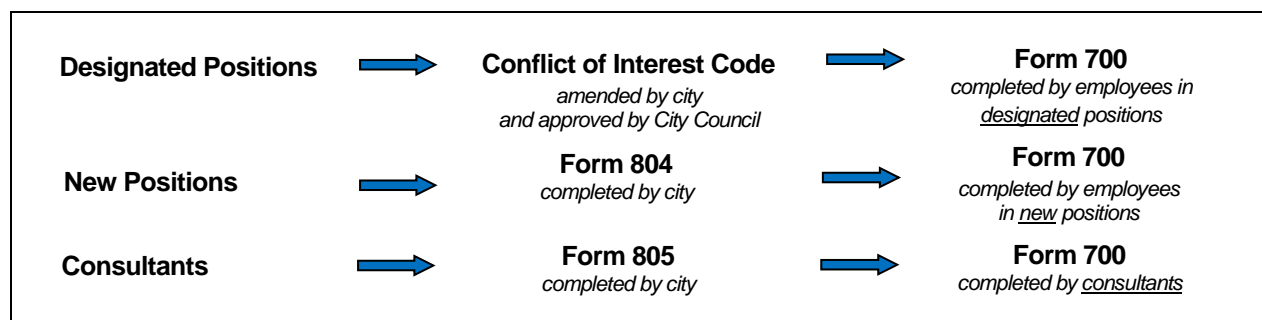 Designated Positions
Conflict of Interest Code
amended by city
and approved by City Council
Form 700
completed by employees in
designated positions
New Positions
Form 804
completed by city
Form 700
completed by employees
in new positions
Consultants
Form 805
completed by city
Form 700
completed by consultants